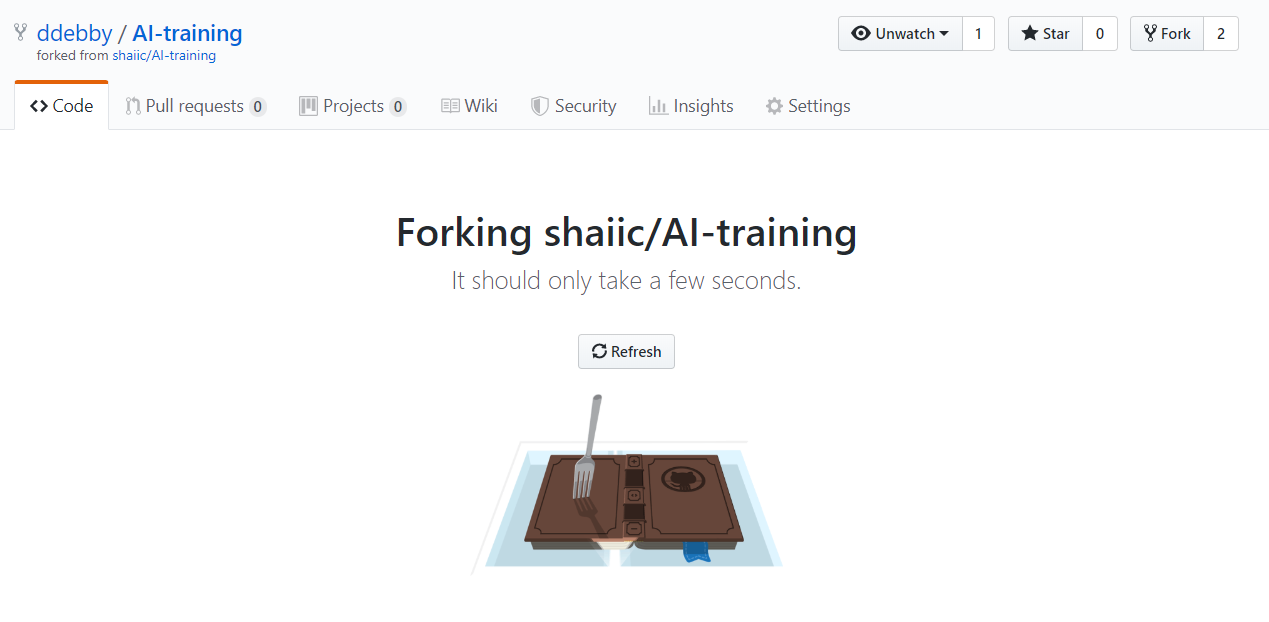 ddebby / AI-training
forked from shaiic/AI-training
Unwatch 1 Star 0 Fork 2
Code Pull requests 0 Projects 0 Wiki Security Insights Settings
Forking shaiic/AI-training
It should only take a few seconds.
Refresh